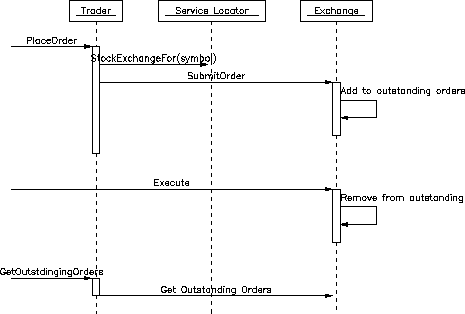 Trader
Service Locator
Exchange
PlaceOrder
StockExchangeFor(symbol)
SubmitOrder
Add to outstanding orders
Execute
Remove from outstanding
GetOutstdingingOrders
Get Outstanding Orders